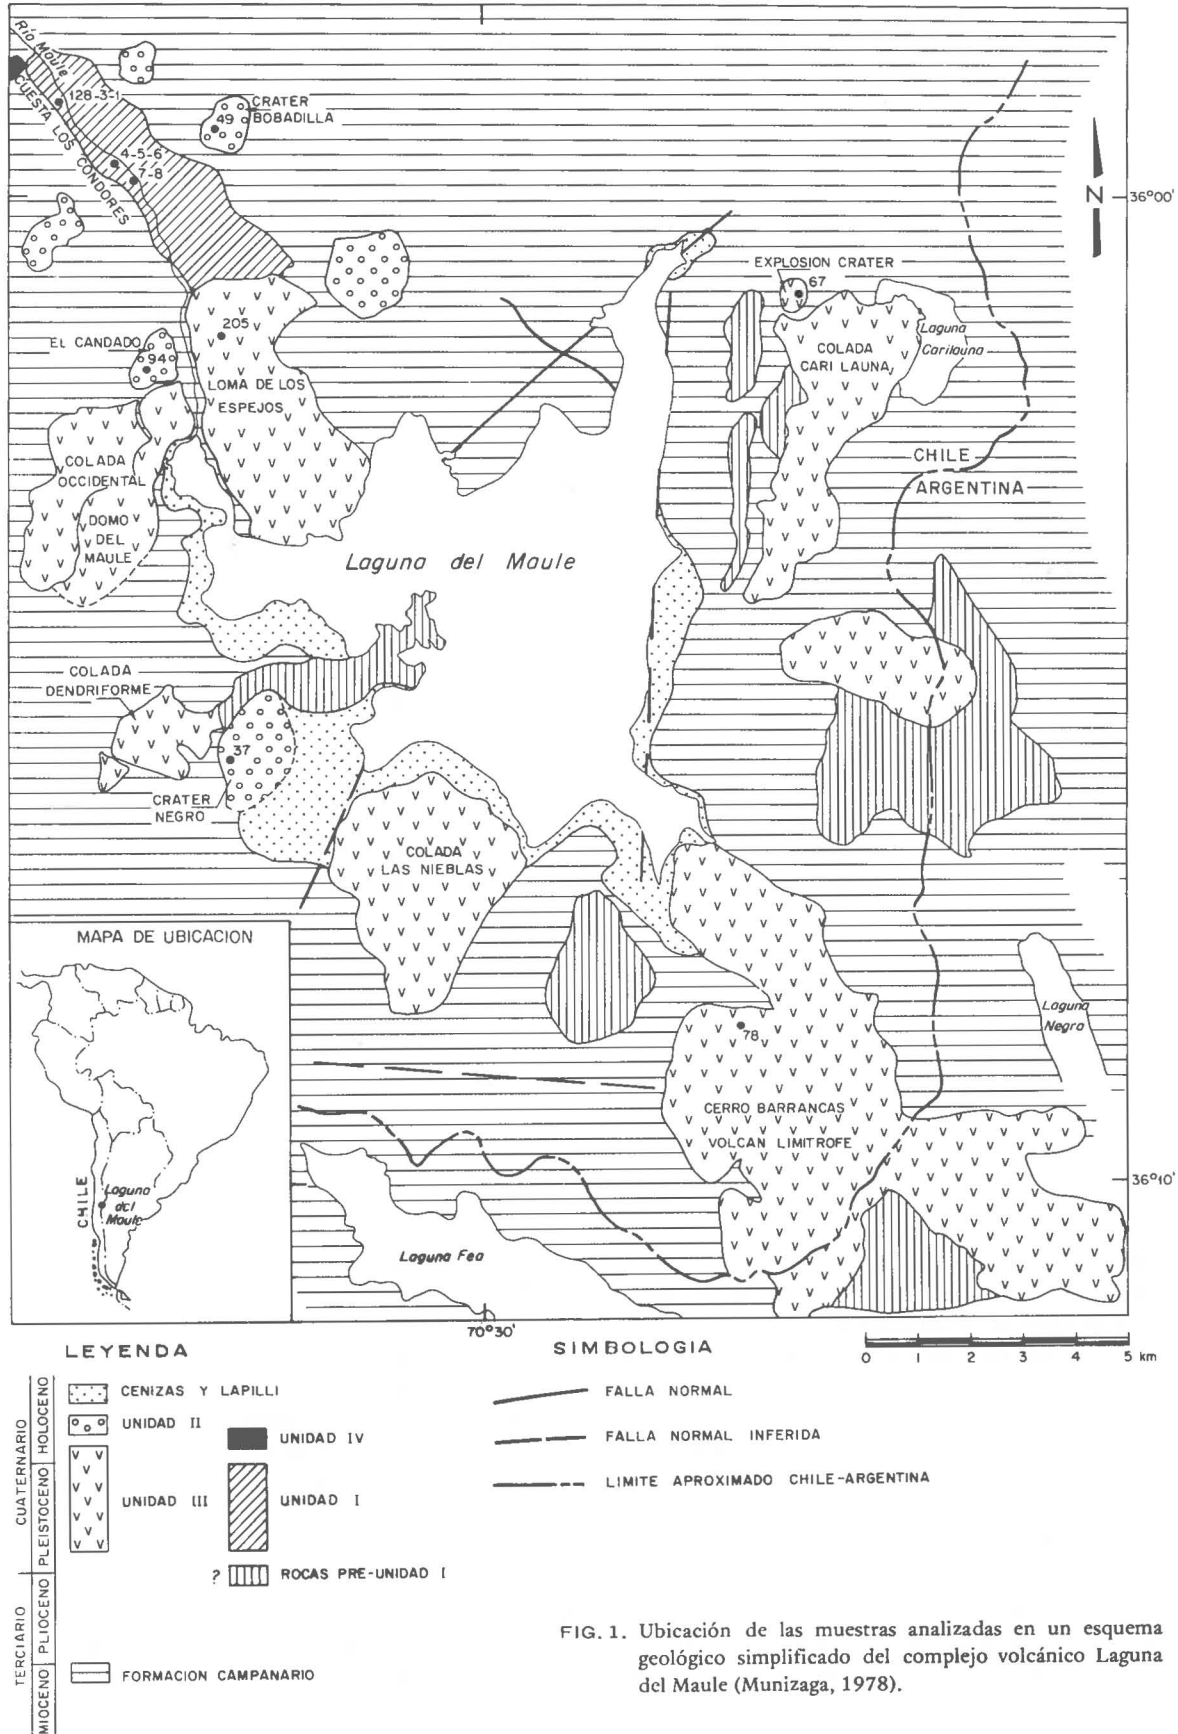 Río Maule
CUESTA LOS CONDORES
128-3-1
4-5-6
7-8
49
CRATER
BOBADILLA
N
36°00'
EXPLOSION CRATER
67
Laguna
Carilauna
COLADA
CARI LAUNA
205
EL CANDADO
94
LOMA DE LOS
ESPEJOS
COLADA
OCCIDENTAL
DOMO
DEL
MAULE
CHILE
ARGENTINA
Laguna del Maule
COLADA
DENDRIFORME
37
CRATER
NEGRO
COLADA
LAS NIEBLAS
MAPA DE UBICACION
CHILE
Laguna
del
Maule
Laguna
Negra
78
CERRO BARRANCAS
VOLCAN LIMITROFE
36°10'
Laguna Fea
70°30'
LEYENDA
SIMBOLOGIA
0 1 2 3 4 5 km
TERCIARIO
CUATERNARIO
MIOCENO
PLIOCENO
PLEISTOCENO
HOLOCENO
CENIZAS Y LAPILLI
UNIDAD II
UNIDAD IV
UNIDAD III
UNIDAD I
? ROCAS PRE-UNIDAD I
FORMACION CAMPANARIO
FALLA NORMAL
FALLA NORMAL INFERIDA
LIMITE APROXIMADO CHILE-ARGENTINA
FIG. 1. Ubicación de las muestras analizadas en un esquema
geológico simplificado del complejo volcánico Laguna
del Maule (Munizaga, 1978).